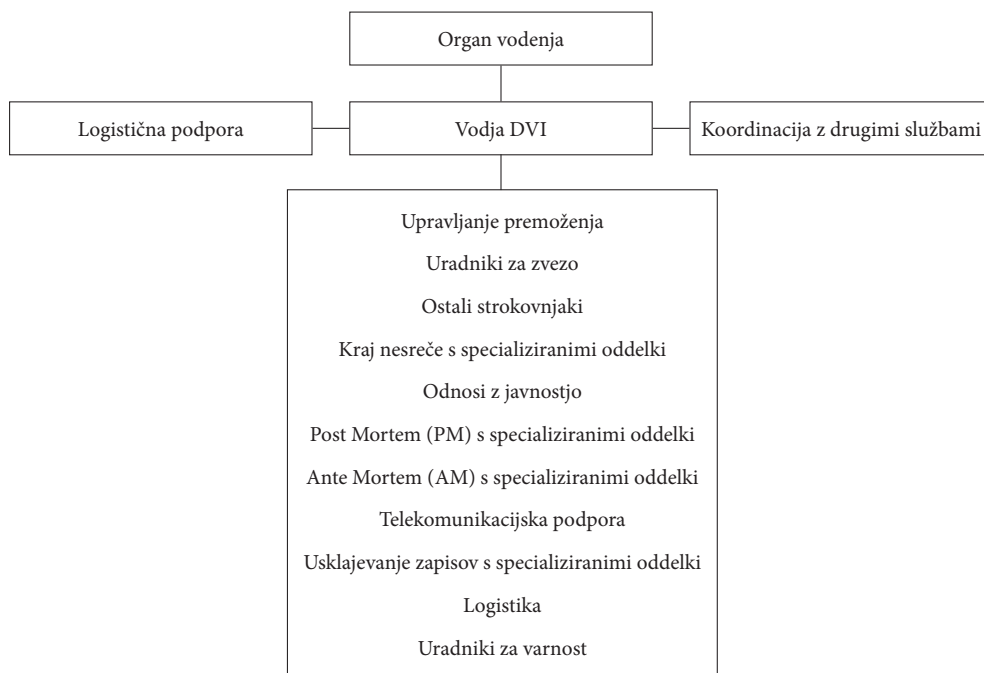 Organ vodenja
Logistična podpora
Vodja DVI
Koordinacija z drugimi službami
Upravljanje premoženja
Uradniki za zvezo
Ostali strokovnjaki
Kraj nesreče s specializiranimi oddelki
Odnosi z javnostjo
Post Mortem (PM) s specializiranimi oddelki
Ante Mortem (AM) s specializiranimi oddelki
Telekomunikacijska podpora
Usklajevanje zapisov s specializiranimi oddelki
Logistika
Uradniki za varnost